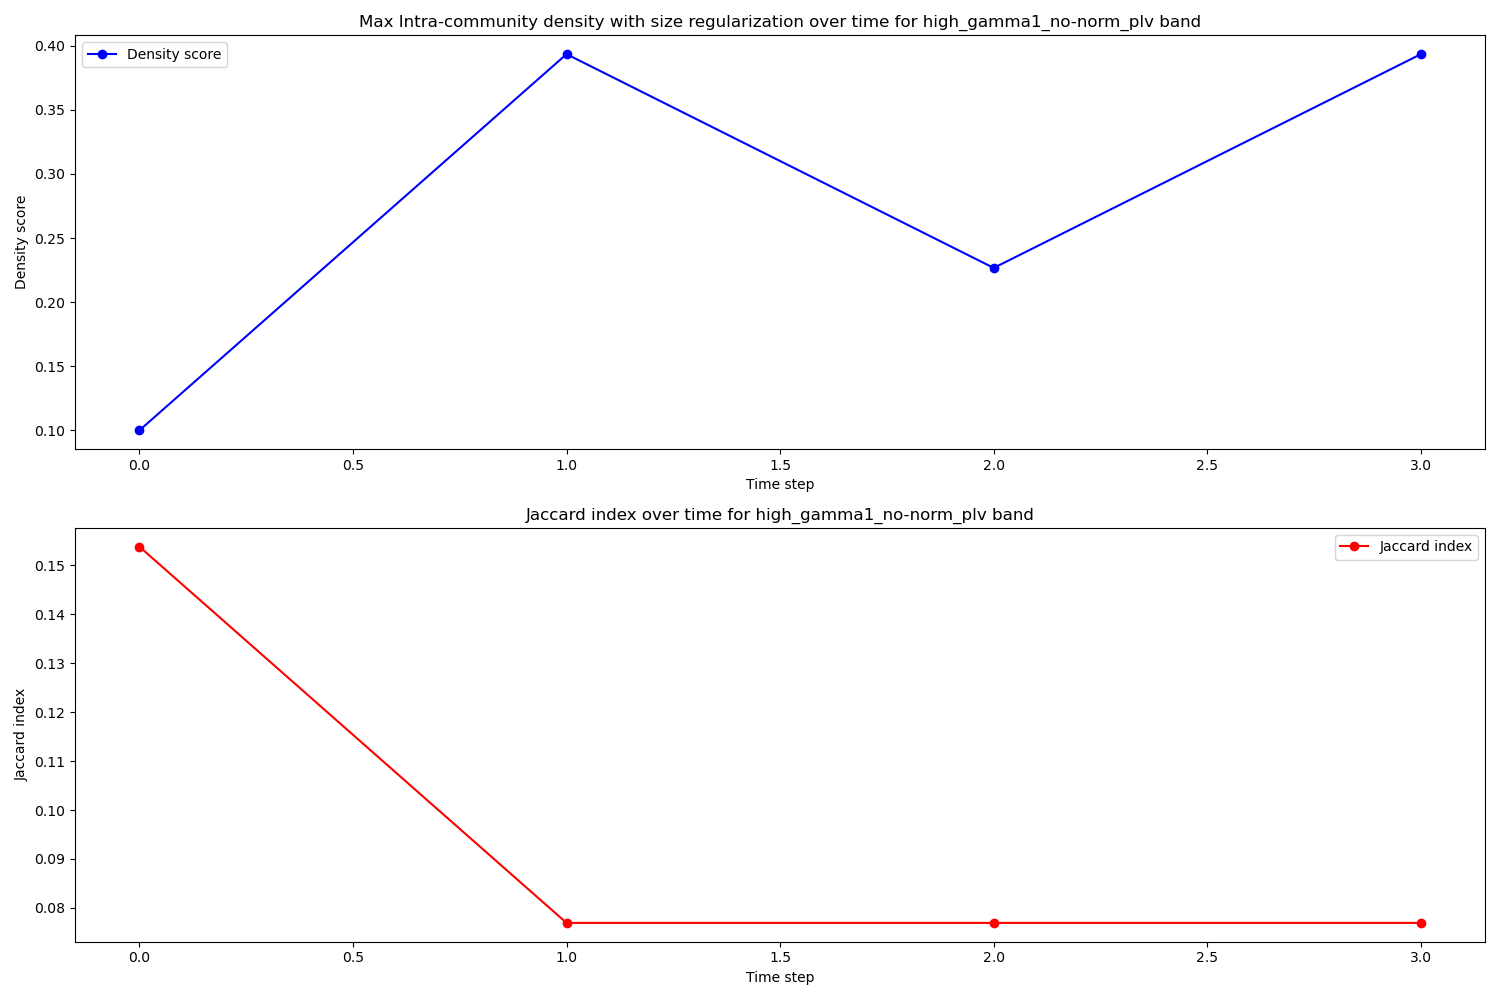 Max Intra-community density with size regularization over time for high_gamma1_no-norm_plv band
Density score
0.40
0.35
0.30
0.25
0.20
0.15
0.10
Density score
0.0 0.5 1.0 1.5 2.0 2.5 3.0
Time step
Jaccard index over time for high_gamma1_no-norm_plv band
Jaccard index
0.15
0.14
0.13
0.12
0.11
0.10
0.09
0.08
Jaccard index
0.0 0.5 1.0 1.5 2.0 2.5 3.0
Time step